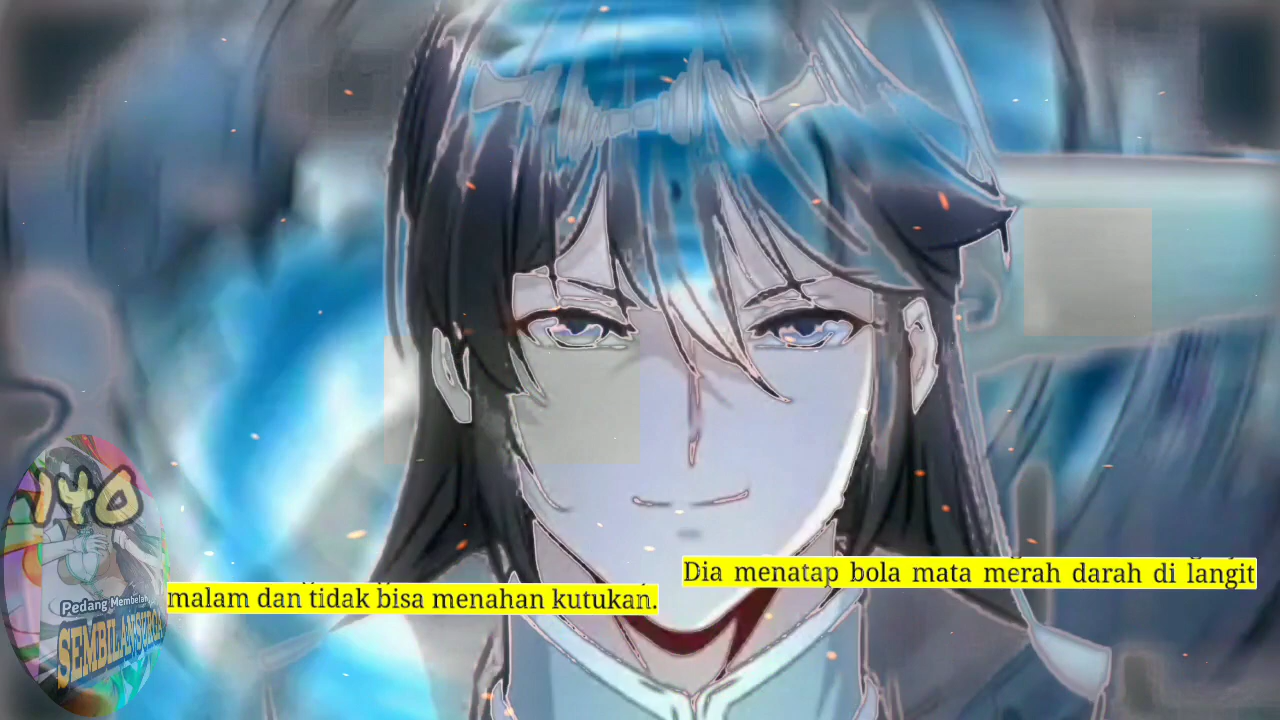 Dia menatap bola mata merah darah di langit
malam dan tidak bisa menahan kutukan.
140
Pedang Membelah
SEMBILAN SURGA